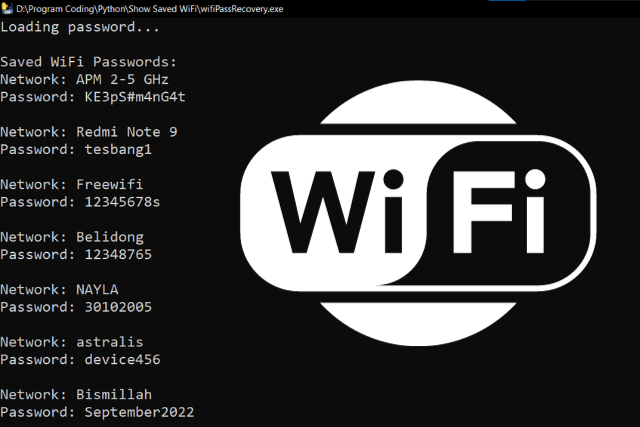 D:\Program Coding\Python\Show Saved WiFi\wifiPassRecovery.exe
Loading password...
Saved WiFi Passwords:
Network: APM 2-5 GHz
Password: KE3pS#m4nG4t
Network: Redmi Note 9
Password: tesbang1
Network: Freewifi
Password: 12345678s
Network: Belidong
Password: 12348765
Network: NAYLA
Password: 30102005
Network: astralis
Password: device456
Network: Bismillah
Password: September2022
Wi Fi